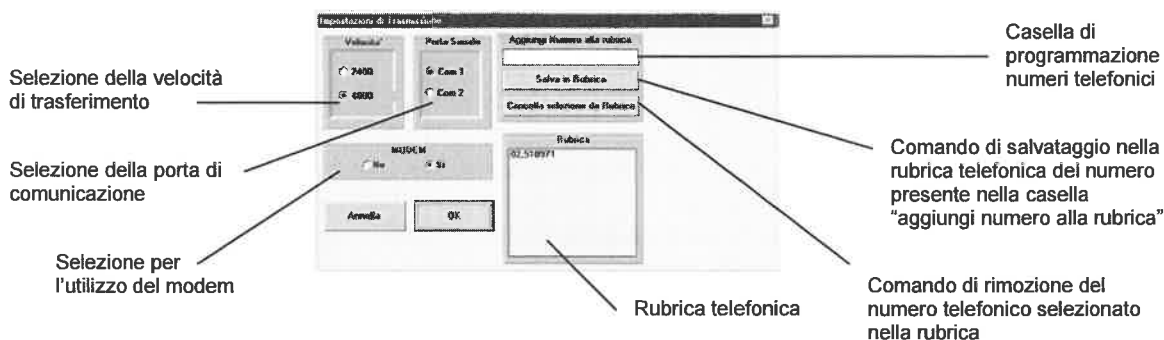 Impostazioni di Trasmissione
Velocita'
2400
4800
Porta Seriale
Com 1
Com 2
MODEM
No
Si
Annulla
OK
Aggiungi Numero alla rubrica
Salva in Rubrica
Cancella selezione da Rubrica
Rubrica
02,518971
Selezione della velocità
di trasferimento
Selezione della porta di
comunicazione
Selezione per
l'utilizzo del modem
Casella di
programmazione
numeri telefonici
Comando di salvataggio nella
rubrica telefonica del numero
presente nella casella
“aggiungi numero alla rubrica”
Rubrica telefonica
Comando di rimozione del
numero telefonico selezionato
nella rubrica